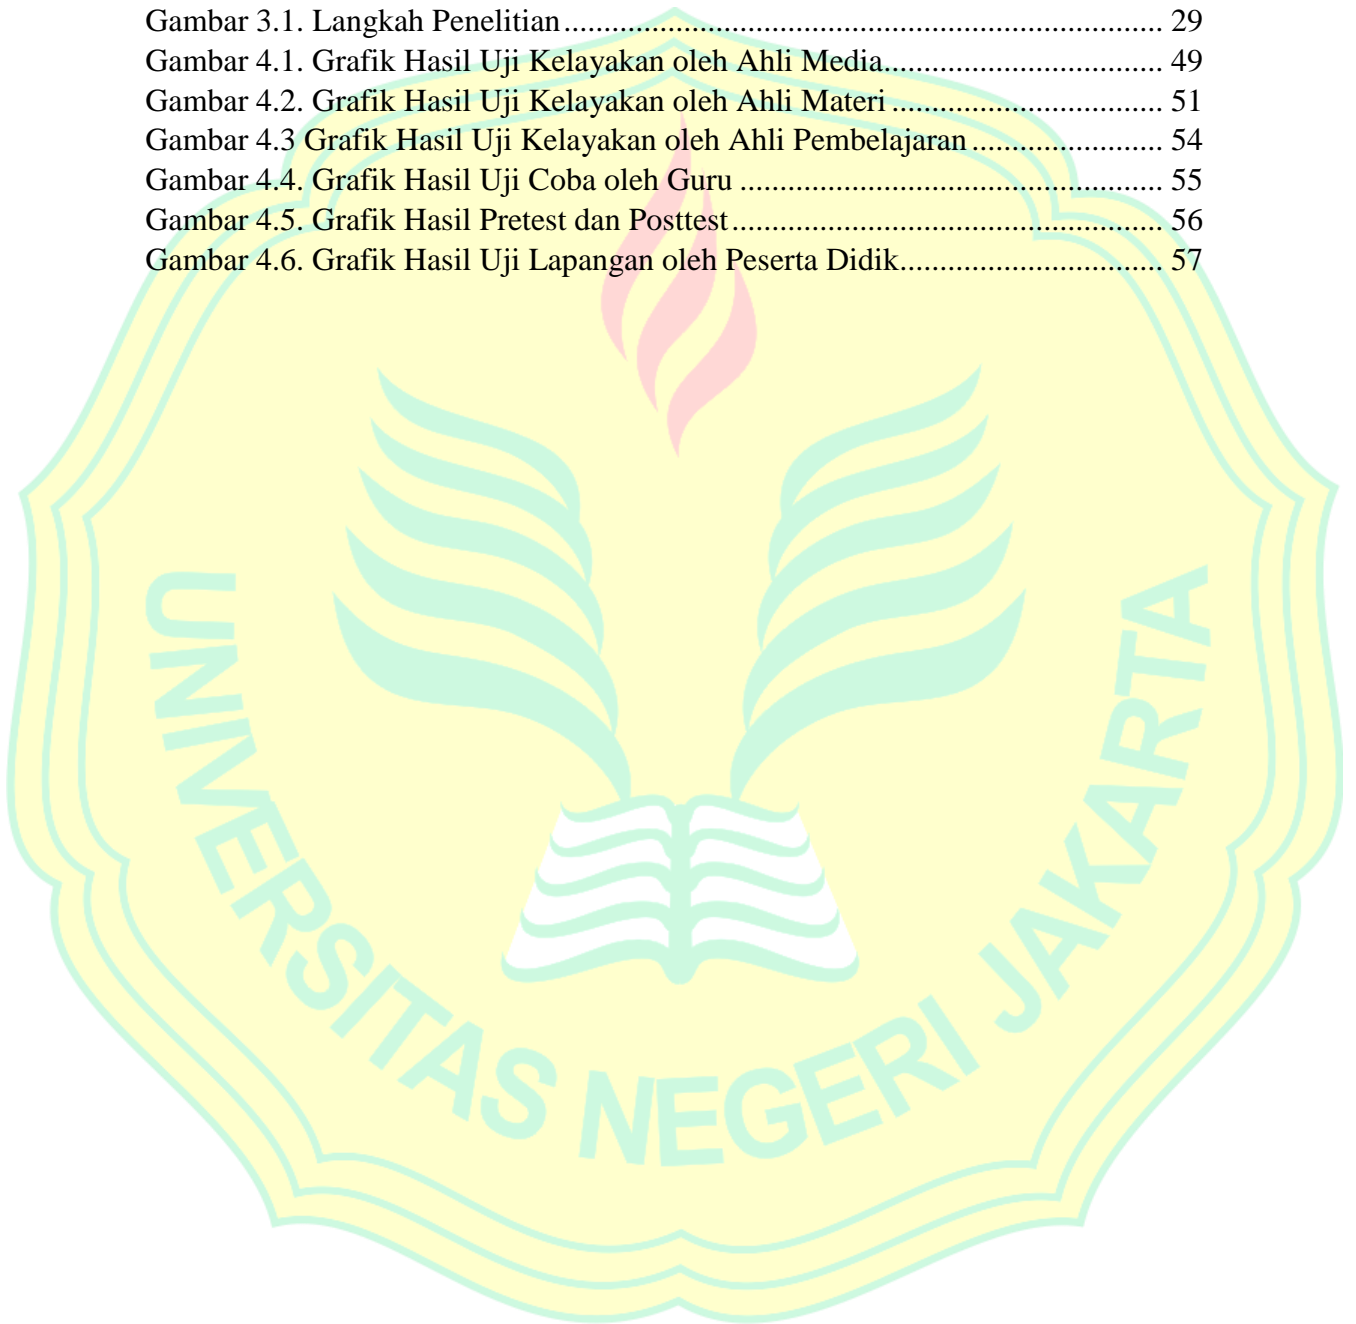 Gambar 3.1. Langkah Penelitian ........................................................................... 29
Gambar 4.1. Grafik Hasil Uji Kelayakan oleh Ahli Media................................... 49
Gambar 4.2. Grafik Hasil Uji Kelayakan oleh Ahli Materi .................................. 51
Gambar 4.3 Grafik Hasil Uji Kelayakan oleh Ahli Pembelajaran ........................ 54
Gambar 4.4. Grafik Hasil Uji Coba oleh Guru ..................................................... 55
Gambar 4.5. Grafik Hasil Pretest dan Posttest...................................................... 56
Gambar 4.6. Grafik Hasil Uji Lapangan oleh Peserta Didik................................. 57
UNIVERSITAS NEGERI JAKARTA